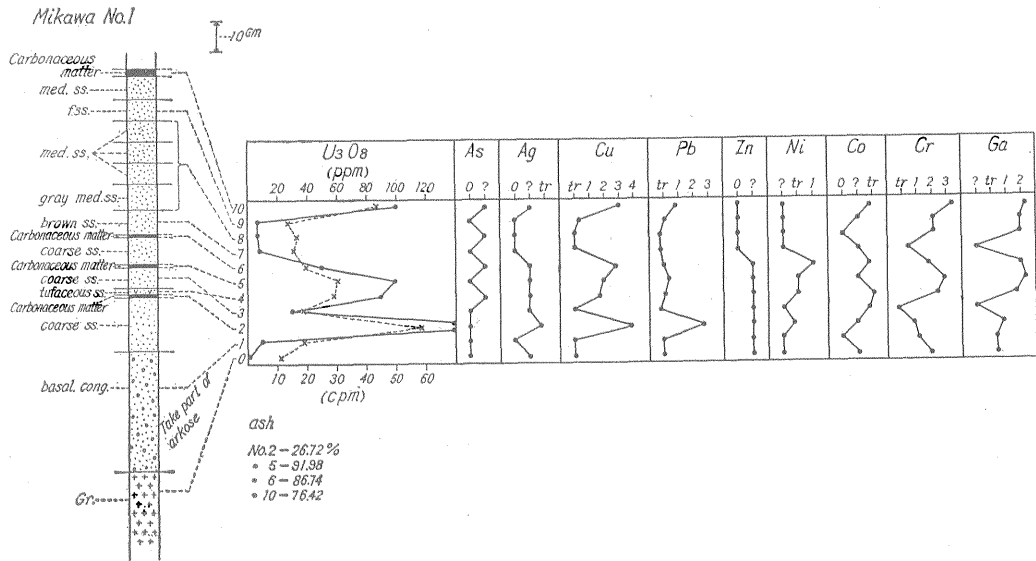 Mikawa No.1
10 Gm
Carbonaceous
matter
med. ss.
f.ss.
med. ss,
gray med.ss.
brown ss.
Carbonaceous matter
coarse ss.
Carbonaceous matter
coarse ss.
tufaceous ss.
Carbonaceous matter
coarse ss.
basal. cong.
Gr.
Take part of
arkose
10
9
8
7
6
5
4
3
2
1
0
U3 O8
(ppm)
20 40 60 80 100 120
10 20 30 40 50 60
(cpm)
As
0 ?
Ag
0 ? tr
Cu
tr 1 2 3 4
Pb
tr 1 2 3
Zn
0 ?
Ni
? tr 1
Co
0 ? tr
Cr
tr 1 2 3
Ga
? tr 1 2
ash
No.2 - 26.72 %
" 5 - 91.98
" 6 - 86.74
" 10 - 76.42